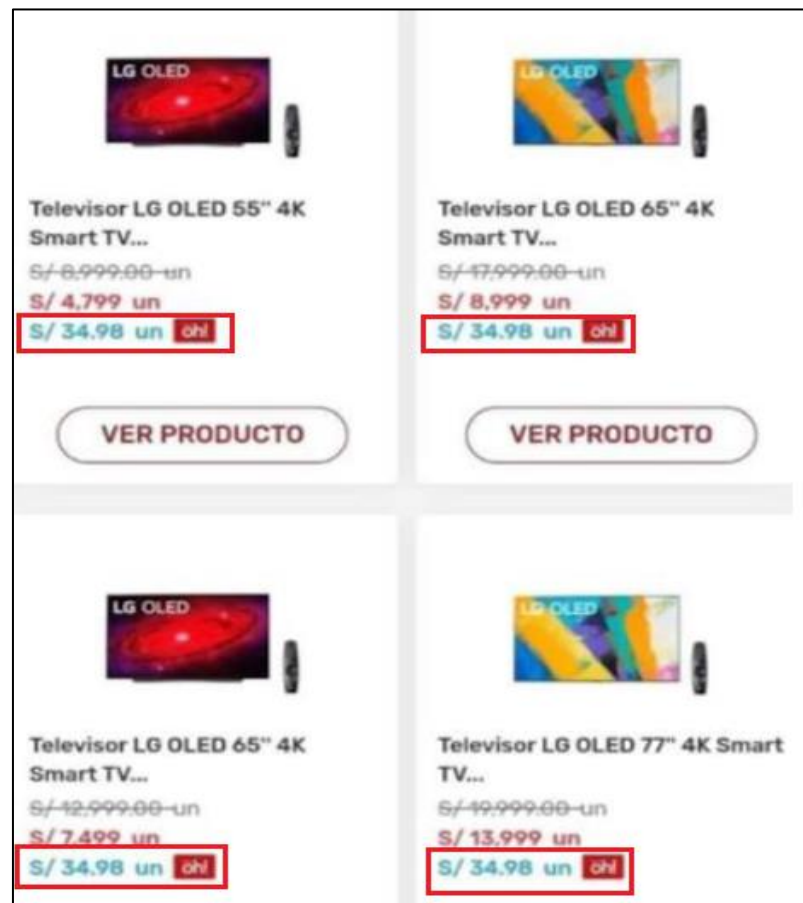 LG OLED
LG OLED
Televisor LG OLED 55" 4K
Smart TV...
S/ 8,999.00 un
S/ 4,799 un
S/ 34.98 un oh!
VER PRODUCTO
Televisor LG OLED 65" 4K
Smart TV...
S/ 17,999.00 un
S/ 8,999 un
S/ 34.98 un oh!
VER PRODUCTO
LG OLED
LG OLED
Televisor LG OLED 65" 4K
Smart TV...
S/ 12,999.00 un
S/ 7,499 un
S/ 34.98 un oh!
Televisor LG OLED 77" 4K Smart
TV...
S/ 19,999.00 un
S/ 13,999 un
S/ 34.98 un oh!